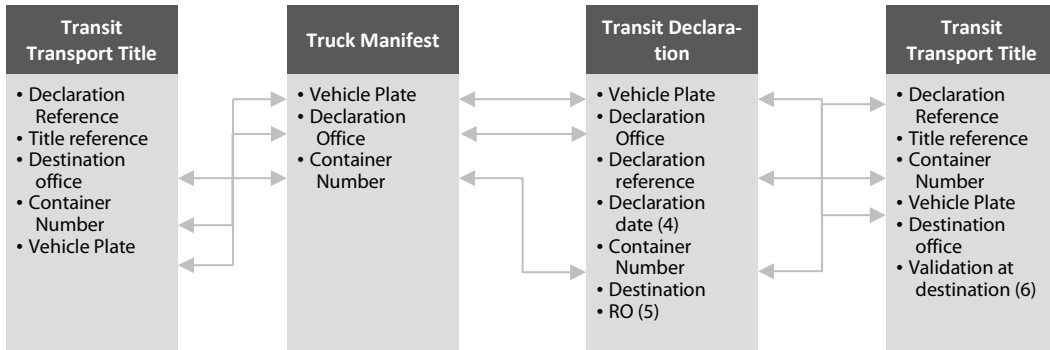 Transit
Transport Title
• Declaration
Reference
• Title reference
• Destination
office
• Container
Number
• Vehicle Plate
Truck Manifest
• Vehicle Plate
• Declaration
Office
• Container
Number
Transit Declara-
tion
• Vehicle Plate
• Declaration
Office
• Declaration
reference
• Declaration
date (4)
• Container
Number
• Destination
• RO (5)
Transit
Transport Title
• Declaration
Reference
• Title reference
• Container
Number
• Vehicle Plate
• Destination
office
• Validation at
destination (6)